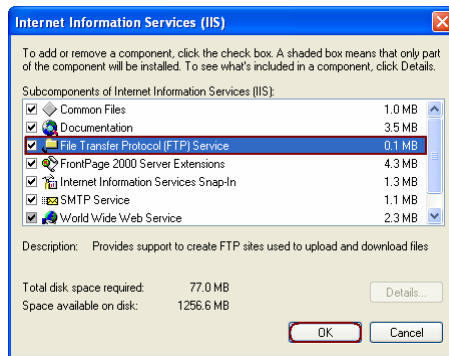 Internet Information Services (IIS)
To add or remove a component, click the check box. A shaded box means that only part
of the component will be installed. To see what's included in a component, click Details.
Subcomponents of Internet Information Services (IIS):
Common Files 1.0 MB
Documentation 3.5 MB
File Transfer Protocol (FTP) Service 0.1 MB
FrontPage 2000 Server Extensions 4.3 MB
Internet Information Services Snap-In 1.3 MB
SMTP Service 1.1 MB
World Wide Web Service 2.3 MB
Description: Provides support to create FTP sites used to upload and download files
Total disk space required: 77.0 MB
Space available on disk: 1256.6 MB
Details...
OK Cancel